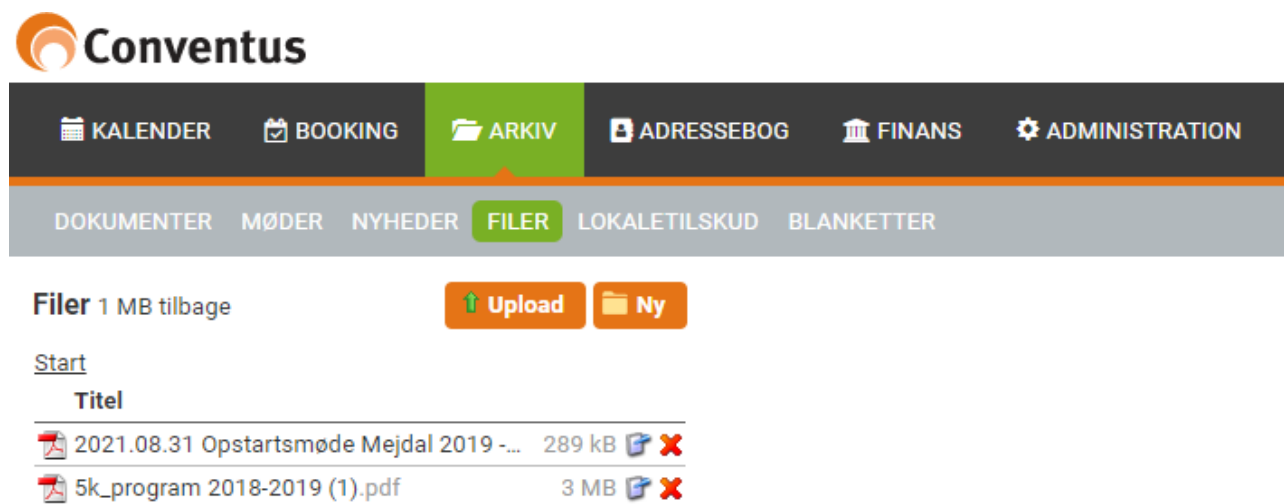 Conventus
KALENDER BOOKING ARKIV ADRESSEBOG FINANS ADMINISTRATION
DOKUMENTER MØDER NYHEDER FILER LOKALETILSKUD BLANKETTER
Filer 1 MB tilbage Upload Ny
Start
Titel
2021.08.31 Opstartsmøde Mejdal 2019 -... 289 kB
5k_program 2018-2019 (1).pdf 3 MB